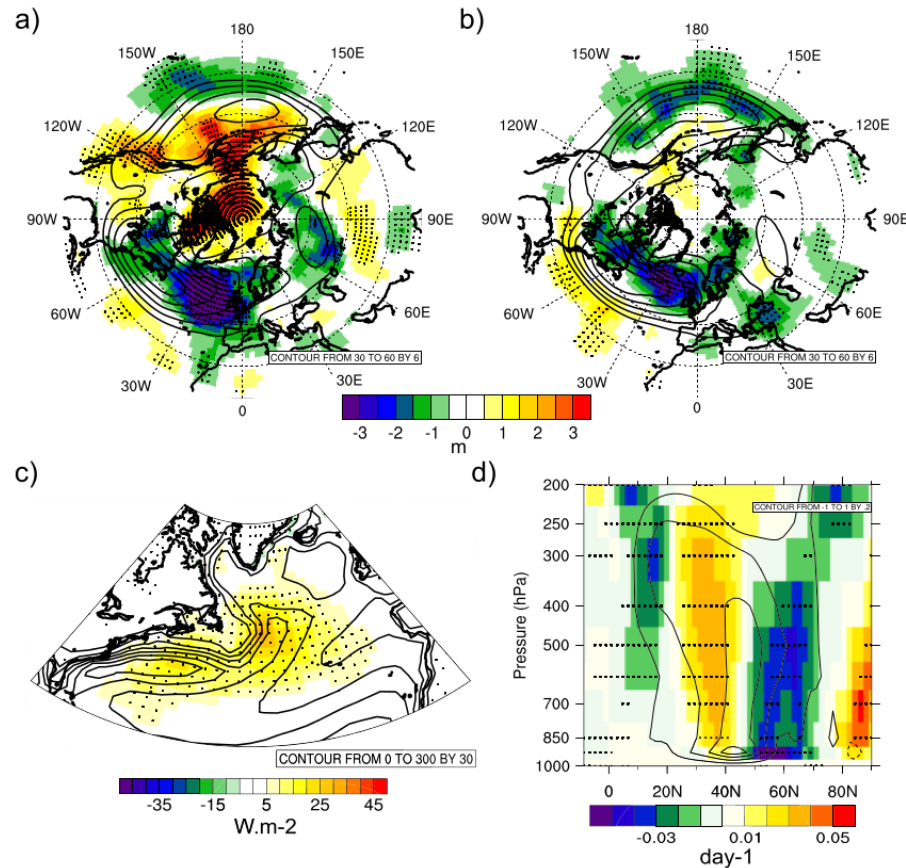 a)
b)
180
150W
150E
120W
120E
90W
90E
60W
60E
30W
30E
0
CONTOUR FROM 30 TO 60 BY 6
180
150W
150E
120W
120E
90W
90E
60W
60E
30W
30E
0
CONTOUR FROM 30 TO 60 BY 6
-3 -2 -1 0 1 2 3
m
c)
d)
CONTOUR FROM 0 TO 300 BY 30
-35 -15 5 25 45
W.m-2
CONTOUR FROM -1 TO 1 BY .2
Pressure (hPa)
200
250
300
400
500
700
850
1000
0 20N 40N 60N 80N
-0.03 0.01 0.05
day-1